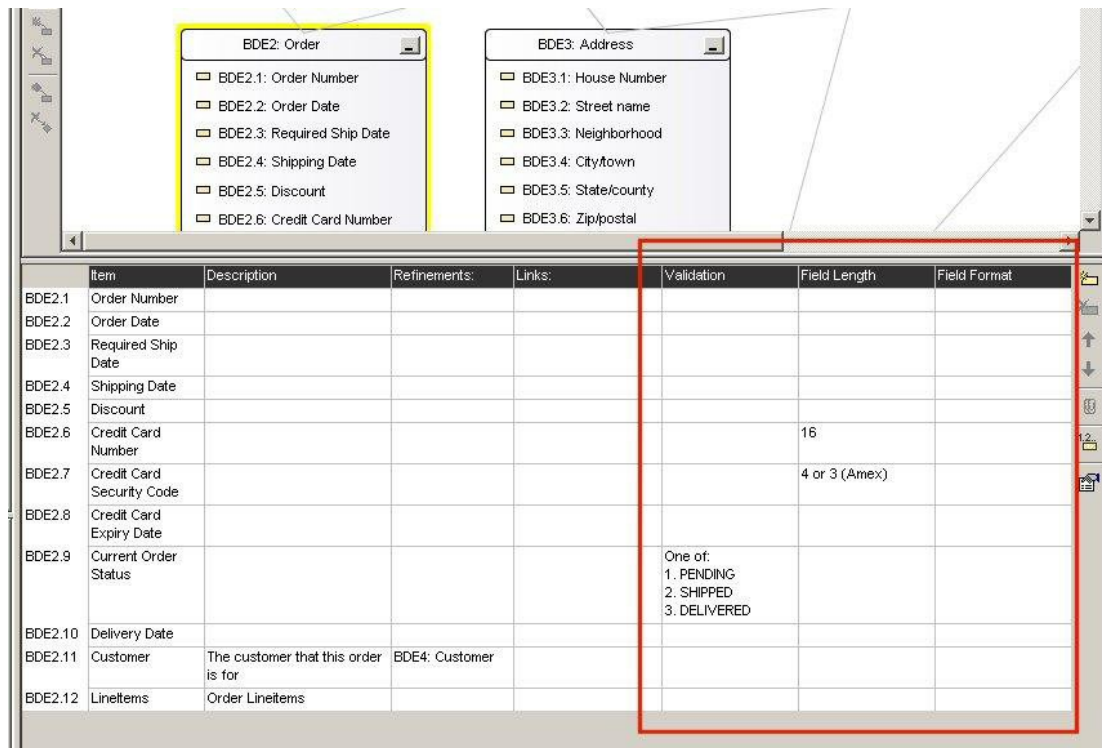 BDE2: Order
BDE2.1: Order Number
BDE2.2: Order Date
BDE2.3: Required Ship Date
BDE2.4: Shipping Date
BDE2.5: Discount
BDE2.6: Credit Card Number
BDE3: Address
BDE3.1: House Number
BDE3.2: Street name
BDE3.3: Neighborhood
BDE3.4: City/town
BDE3.5: State/county
BDE3.6: Zip/postal
Item Description Refinements: Links: Validation Field Length Field Format
BDE2.1 Order Number
BDE2.2 Order Date
BDE2.3 Required Ship
Date
BDE2.4 Shipping Date
BDE2.5 Discount
BDE2.6 Credit Card 16
Number
BDE2.7 Credit Card 4 or 3 (Amex)
Security Code
BDE2.8 Credit Card
Expiry Date
BDE2.9 Current Order One of:
Status 1. PENDING
2. SHIPPED
3. DELIVERED
BDE2.10 Delivery Date
BDE2.11 Customer The customer that this order BDE4: Customer
is for
BDE2.12 LineItems Order Lineitems
1.2..